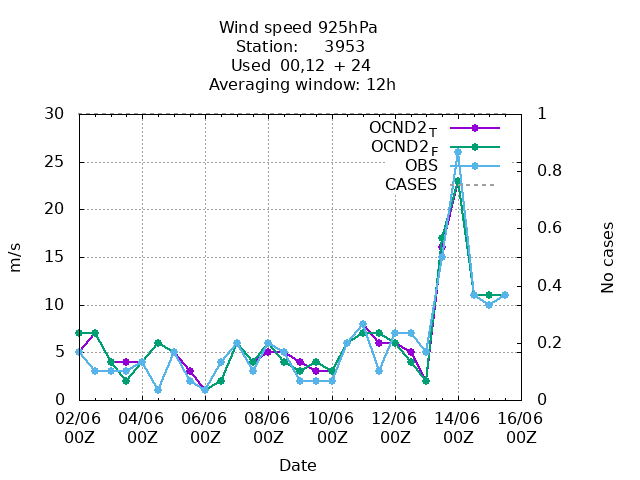 Wind speed 925hPa
Station: 3953
Used 00,12 + 24
Averaging window: 12h
30 1
OCND2 T
OCND2 F
OBS
CASES
25
20
15
10
5
0
0.8
0.6
0.4
0.2
0
m/s
No cases
02/06 04/06 06/06 08/06 10/06 12/06 14/06 16/06
00Z 00Z 00Z 00Z 00Z 00Z 00Z 00Z
Date